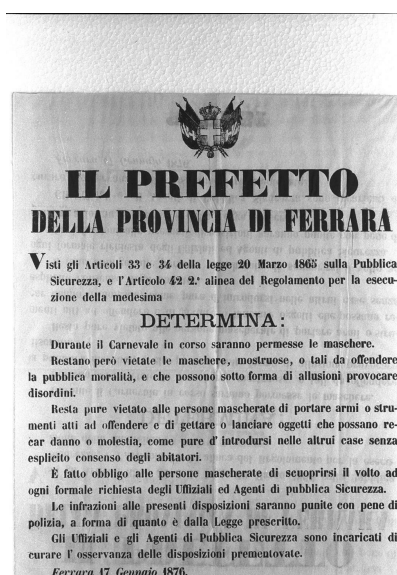 IL PREFETTO
DELLA PROVINCIA DI FERRARA
Visti gli Articoli 33 e 34 della legge 20 Marzo 1865 sulla Pubblica
Sicurezza, e l'Articolo 42 2.° alinea del Regolamento per la esecu-
zione della medesima
DETERMINA:
Durante il Carnevale in corso saranno permesse le maschere.
Restano però vietate le maschere, mostruose, o tali da offendere
la pubblica moralità, e che possono sotto forma di allusioni provocare
disordini.
Resta pure vietato alle persone mascherate di portare armi o stru-
menti atti ad offendere e di gettare o lanciare oggetti che possano re-
car danno o molestia, come pure d'introdursi nelle altrui case senza
esplicito consenso degli abitatori.
È fatto obbligo alle persone mascherate di scuoprirsi il volto ad
ogni formale richiesta degli Uffiziali ed Agenti di pubblica Sicurezza.
Le infrazioni alle presenti disposizioni saranno punite con pene di
polizia, a forma di quanto è dalla Legge prescritto.
Gli Uffiziali e gli Agenti di Pubblica Sicurezza sono incaricati di
curare l'osservanza delle disposizioni prementovate.
Ferrara 17 Gennaio 1876.